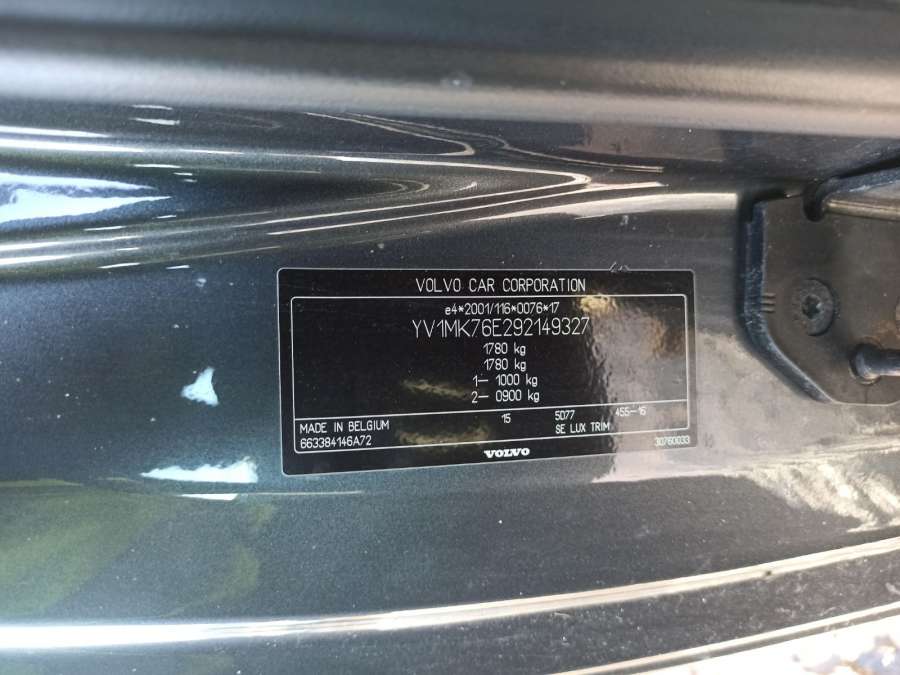 VOLVO CAR CORPORATION
e4*2001/116*0076*17
YV1MK76E292149327
1780 kg
1780 kg
1- 1000 kg
2- 0900 kg
15 5D77 455-16
MADE IN BELGIUM SE LUX TRIM
663384146A72 30760033
VOLVO